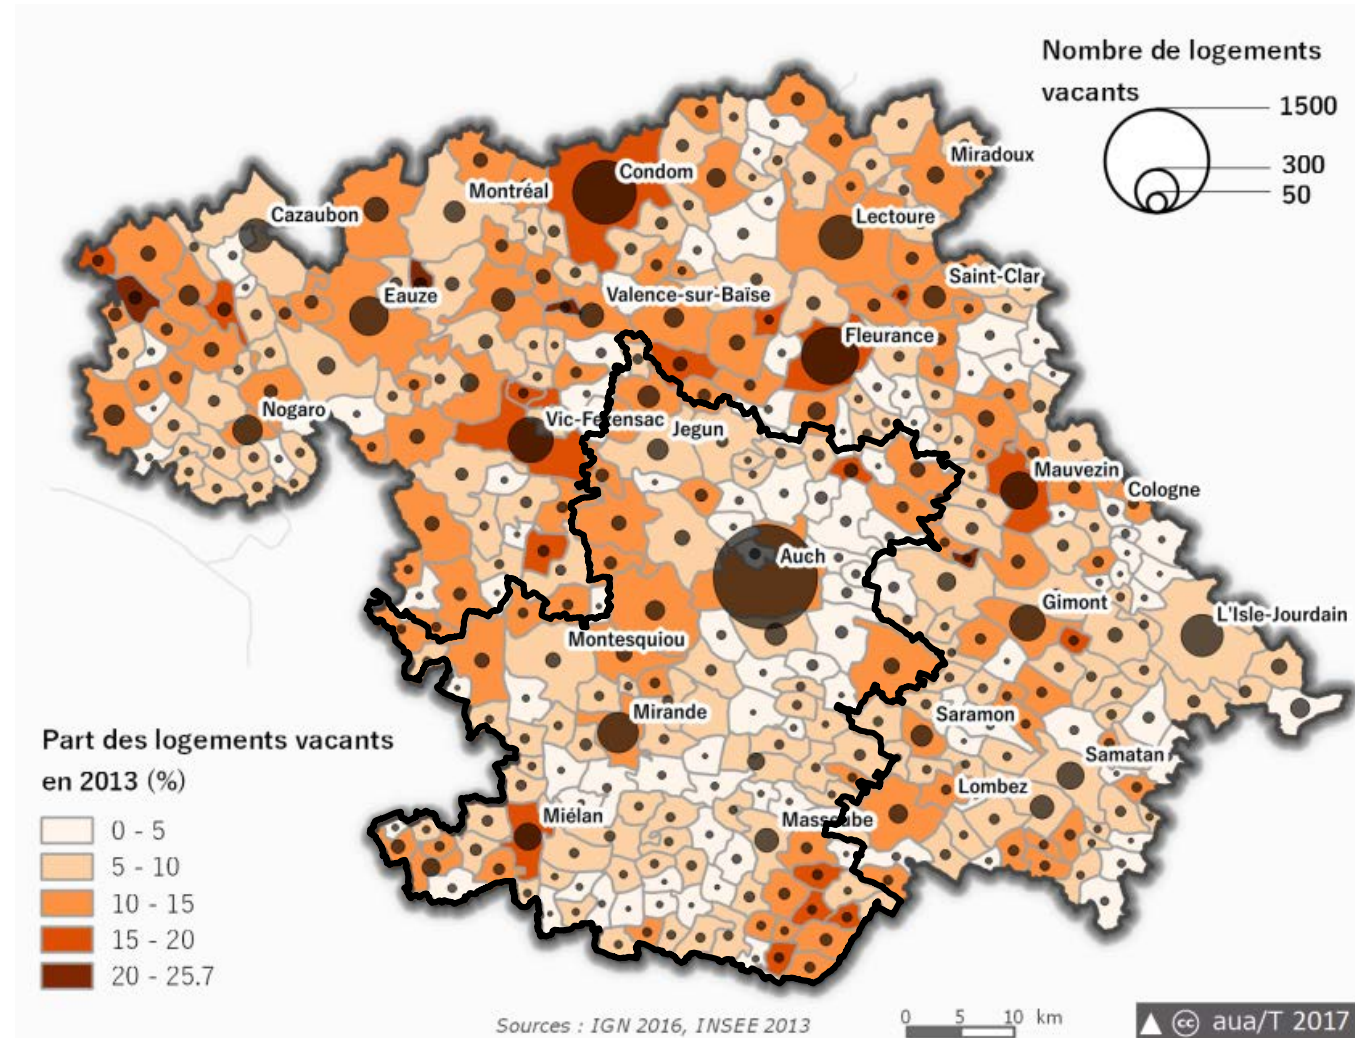 Nombre de logements
vacants
1500
300
50
Miradoux
Condom
Montréal
Cazaubon
Lectoure
Saint-Clar
Eauze
Valence-sur-Baïse
Fleurance
Nogaro
Vic-Fezensac
Jegun
Mauvezin
Cologne
Auch
Gimont
L'Isle-Jourdain
Montesquiou
Mirande
Saramon
Samatan
Lombez
Miélan
Masseube
Part des logements vacants
en 2013 (%)
0 - 5
5 - 10
10 - 15
15 - 20
20 - 25.7
Sources : IGN 2016, INSEE 2013
0 5 10 km
cc aua/T 2017